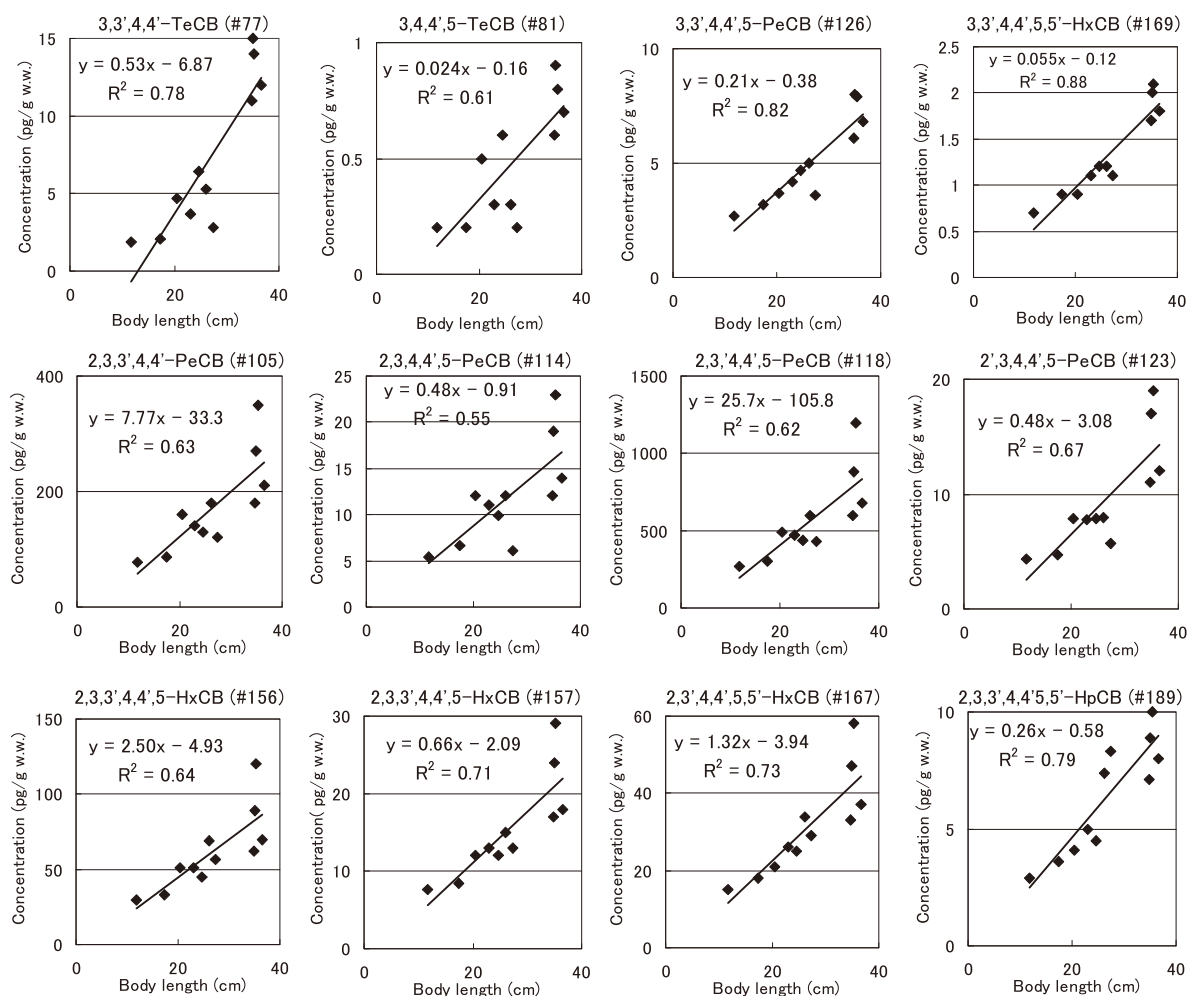 3,3',4,4'-TeCB (#77)
y = 0.53x - 6.87
R² = 0.78
Concentration (pg/g w.w.)
15
10
5
0
0 20 40
Body length (cm)
3,4,4',5-TeCB (#81)
y = 0.024x - 0.16
R² = 0.61
Concentration (pg/g w.w.)
1
0.5
0
0 20 40
Body length (cm)
3,3',4,4',5-PeCB (#126)
y = 0.21x - 0.38
R² = 0.82
Concentration (pg/g w.w.)
10
5
0
0 20 40
Body length (cm)
3,3',4,4',5,5'-HxCB (#169)
y = 0.055x - 0.12
R² = 0.88
Concentration (pg/g w.w.)
2.5
2
1.5
1
0.5
0
0 20 40
Body length (cm)
2,3,3',4,4'-PeCB (#105)
y = 7.77x - 33.3
R² = 0.63
Concentration (pg/g w.w.)
400
200
0
0 20 40
Body length (cm)
2,3,4,4',5-PeCB (#114)
y = 0.48x - 0.91
R² = 0.55
Concentration (pg/g w.w.)
25
20
15
10
5
0
0 20 40
Body length (cm)
2,3,'4,4',5-PeCB (#118)
y = 25.7x - 105.8
R² = 0.62
Concentration (pg/g w.w.)
1500
1000
500
0
0 20 40
Body length (cm)
2',3,4,4',5-PeCB (#123)
y = 0.48x - 3.08
R² = 0.67
Concentration (pg/g w.w.)
20
10
0
0 20 40
Body length (cm)
2,3,3',4,4',5-HxCB (#156)
y = 2.50x - 4.93
R² = 0.64
Concentration (pg/g w.w.)
150
100
50
0
0 20 40
Body length (cm)
2,3,3',4,4',5-HxCB (#157)
y = 0.66x - 2.09
R² = 0.71
Concentration( pg/g w.w.)
30
20
10
0
0 20 40
Body length (cm)
2,3',4,4',5,5'-HxCB (#167)
y = 1.32x - 3.94
R² = 0.73
Concentration (pg/g w.w.)
60
40
20
0
0 20 40
Body length (cm)
2,3,3',4,4'5,5'-HpCB (#189)
y = 0.26x - 0.58
R² = 0.79
Concentration (pg/g w.w.)
10
5
0
0 20 40
Body length (cm)